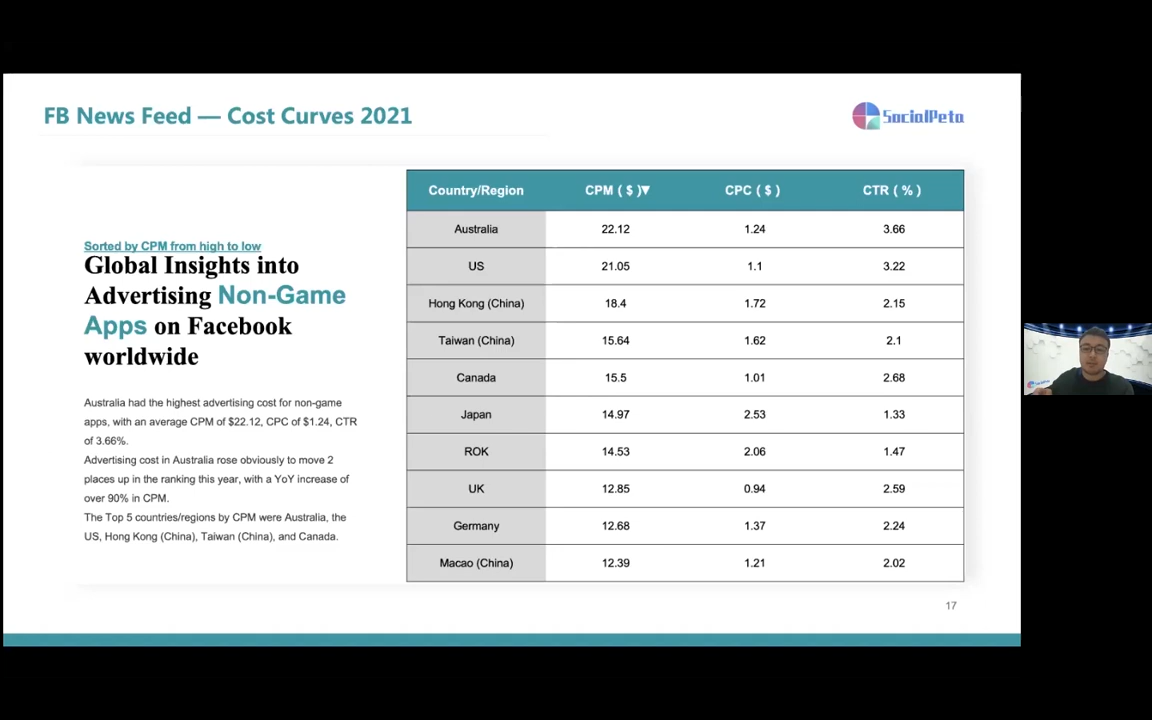 FB News Feed — Cost Curves 2021
SocialPeta
Sorted by CPM from high to low
Global Insights into
Advertising Non-Game
Apps on Facebook
worldwide
Australia had the highest advertising cost for non-game
apps, with an average CPM of $22.12, CPC of $1.24, CTR
of 3.66%.
Advertising cost in Australia rose obviously to move 2
places up in the ranking this year, with a YoY increase of
over 90% in CPM.
The Top 5 countries/regions by CPM were Australia, the
US, Hong Kong (China), Taiwan (China), and Canada.
Country/Region CPM ( $ )▼ CPC ( $ ) CTR ( % )
Australia 22.12 1.24 3.66
US 21.05 1.1 3.22
Hong Kong (China) 18.4 1.72 2.15
Taiwan (China) 15.64 1.62 2.1
Canada 15.5 1.01 2.68
Japan 14.97 2.53 1.33
ROK 14.53 2.06 1.47
UK 12.85 0.94 2.59
Germany 12.68 1.37 2.24
Macao (China) 12.39 1.21 2.02
17